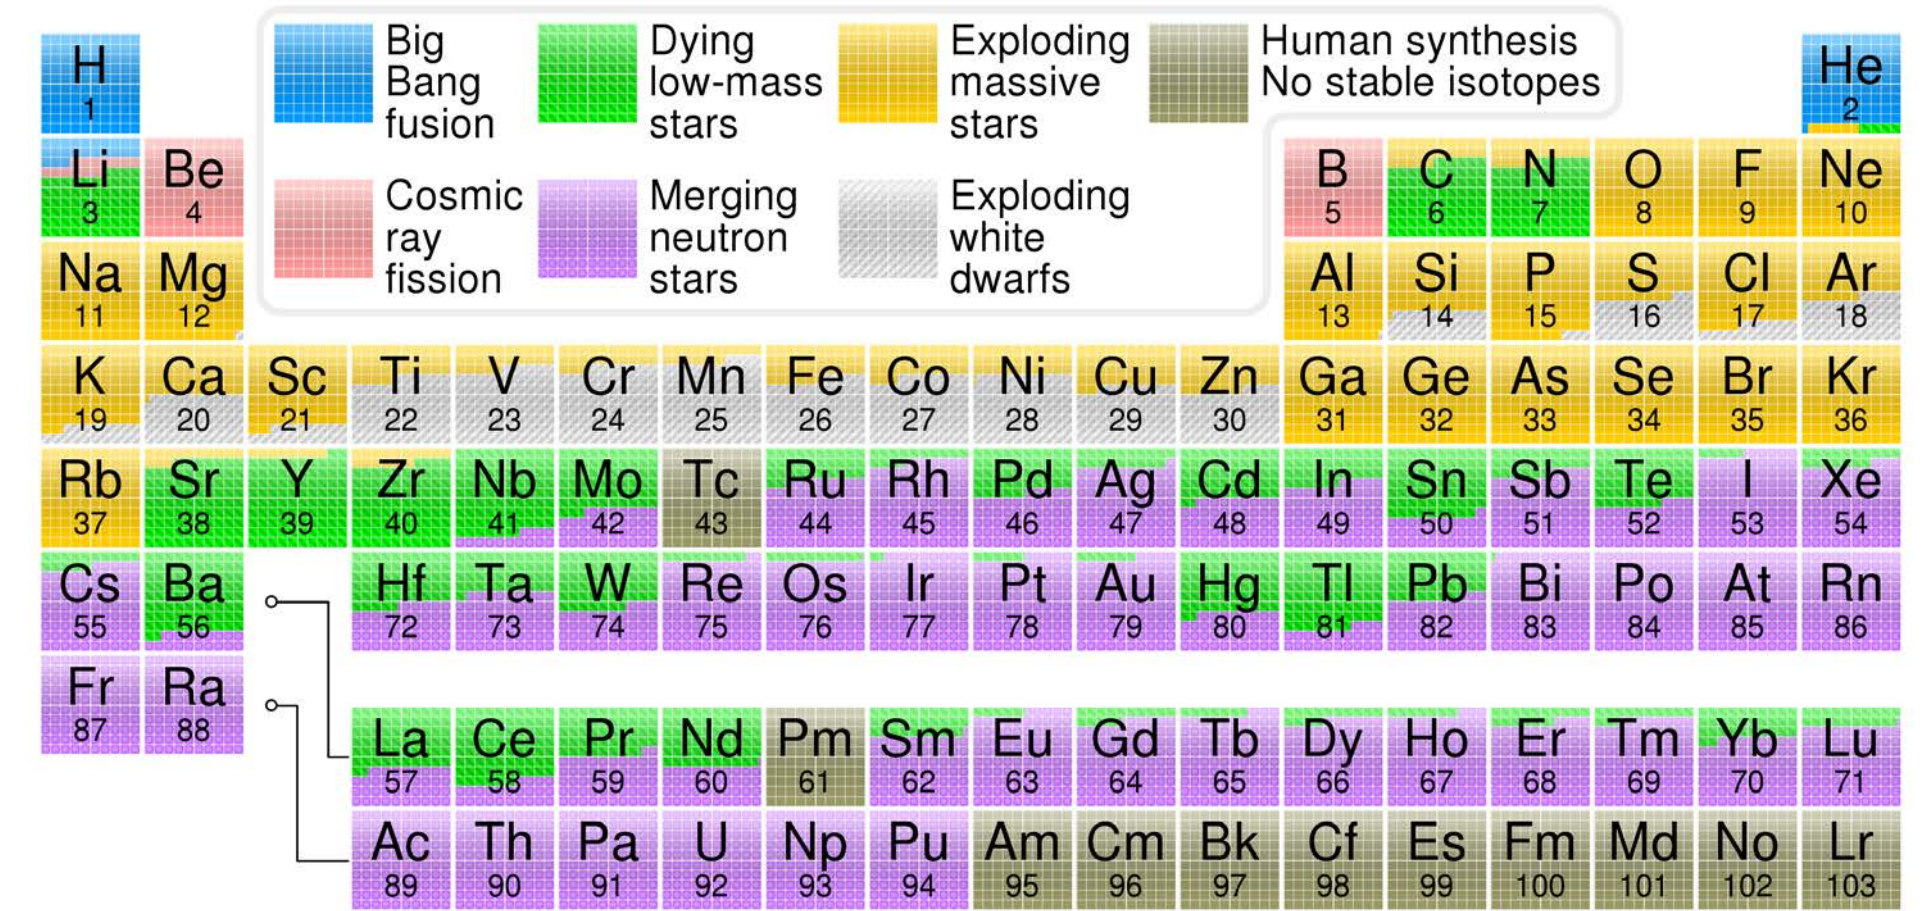 Big Bang fusion
Dying low-mass stars
Exploding massive stars
Human synthesis
No stable isotopes
Cosmic ray fission
Merging neutron stars
Exploding white dwarfs
H He
1 2
Li Be B C N O F Ne
3 4 5 6 7 8 9 10
Na Mg Al Si P S Cl Ar
11 12 13 14 15 16 17 18
K Ca Sc Ti V Cr Mn Fe Co Ni Cu Zn Ga Ge As Se Br Kr
19 20 21 22 23 24 25 26 27 28 29 30 31 32 33 34 35 36
Rb Sr Y Zr Nb Mo Tc Ru Rh Pd Ag Cd In Sn Sb Te I Xe
37 38 39 40 41 42 43 44 45 46 47 48 49 50 51 52 53 54
Cs Ba Hf Ta W Re Os Ir Pt Au Hg Tl Pb Bi Po At Rn
55 56 72 73 74 75 76 77 78 79 80 81 82 83 84 85 86
Fr Ra
87 88
La Ce Pr Nd Pm Sm Eu Gd Tb Dy Ho Er Tm Yb Lu
57 58 59 60 61 62 63 64 65 66 67 68 69 70 71
Ac Th Pa U Np Pu Am Cm Bk Cf Es Fm Md No Lr
89 90 91 92 93 94 95 96 97 98 99 100 101 102 103